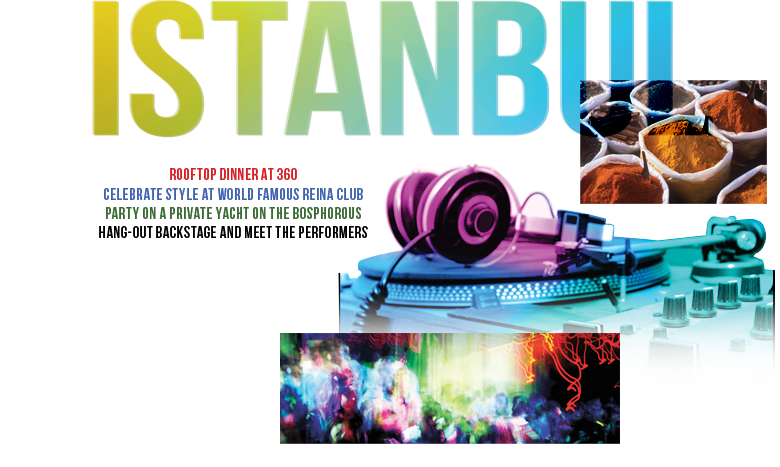 ISTANBUL
ROOFTOP DINNER AT 360
CELEBRATE STYLE AT WORLD FAMOUS REINA CLUB
PARTY ON A PRIVATE YACHT ON THE BOSPHOROUS
HANG-OUT BACKSTAGE AND MEET THE PERFORMERS